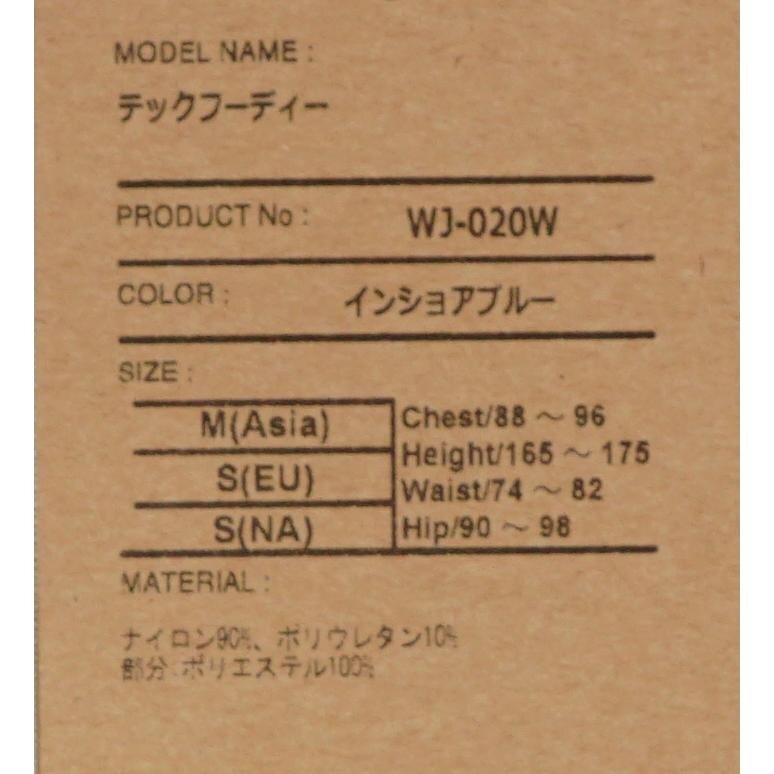 MODEL NAME :
テックフーディー
PRODUCT No : WJ-020W
COLOR : インショアブルー
SIZE :
M(Asia)
S(EU)
S(NA)
Chest/88 ～ 96
Height/165 ～ 175
Waist/74 ～ 82
Hip/90 ～ 98
MATERIAL :
ナイロン90%、ポリウレタン10%
部分:ポリエステル100%